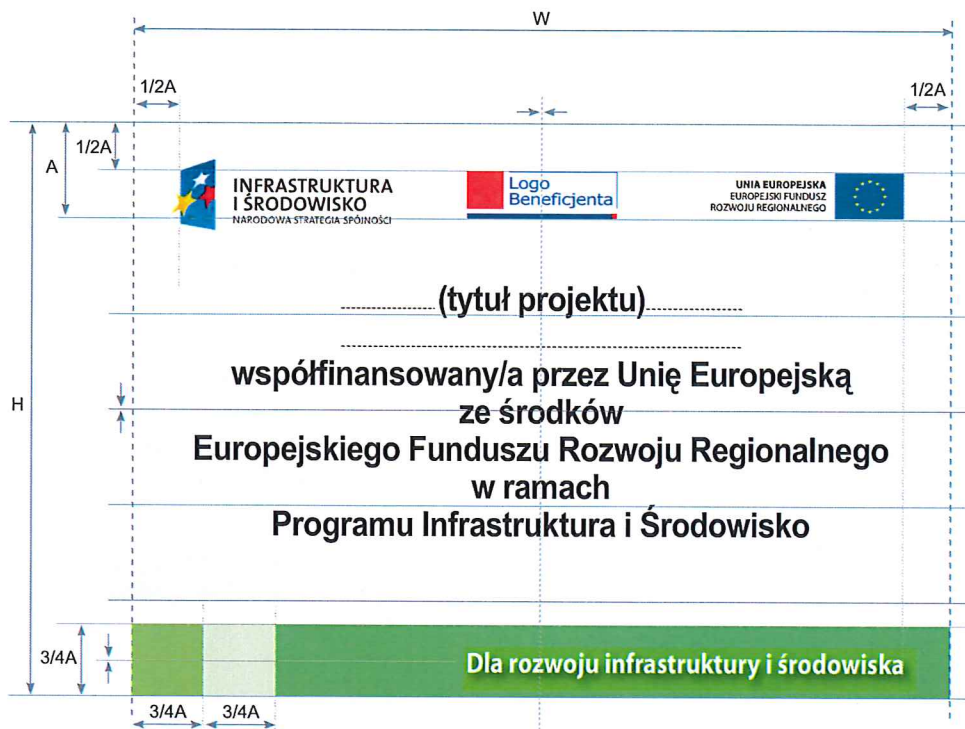 W
1/2A
1/2A
1/2A
A
INFRASTRUKTURA
I ŚRODOWISKO
NARODOWA STRATEGIA SPÓJNOŚCI
Logo
Beneficjenta
UNIA EUROPEJSKA
EUROPEJSKI FUNDUSZ
ROZWOJU REGIONALNEGO
(tytuł projektu)
współfinansowany/a przez Unię Europejską
ze środków
Europejskiego Funduszu Rozwoju Regionalnego
w ramach
Programu Infrastruktura i Środowisko
H
3/4A
Dla rozwoju infrastruktury i środowiska
3/4A
3/4A